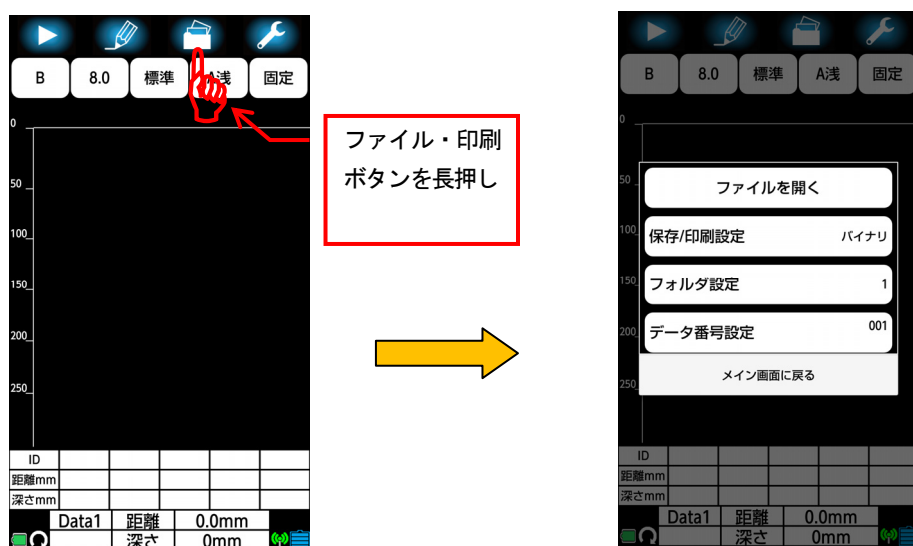 B 8.0 標準 A浅 固定
0
50
100
150
200
250
ID
距離mm
深さmm
Data1 距離 0.0mm
深さ 0mm
ファイル・印刷
ボタンを長押し
B 8.0 標準 A浅 固定
0
50
ファイルを開く
100
保存/印刷設定 バイナリ
150
フォルダ設定 1
200
データ番号設定 001
メイン画面に戻る
250
ID
距離mm
深さmm
Data1 距離 0.0mm
深さ 0mm